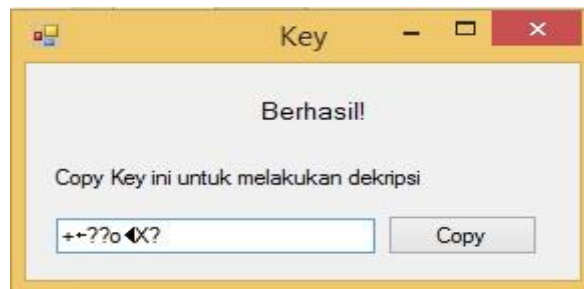 Key
Berhasil!
Copy Key ini untuk melakukan dekripsi
+←??o◄X? Copy